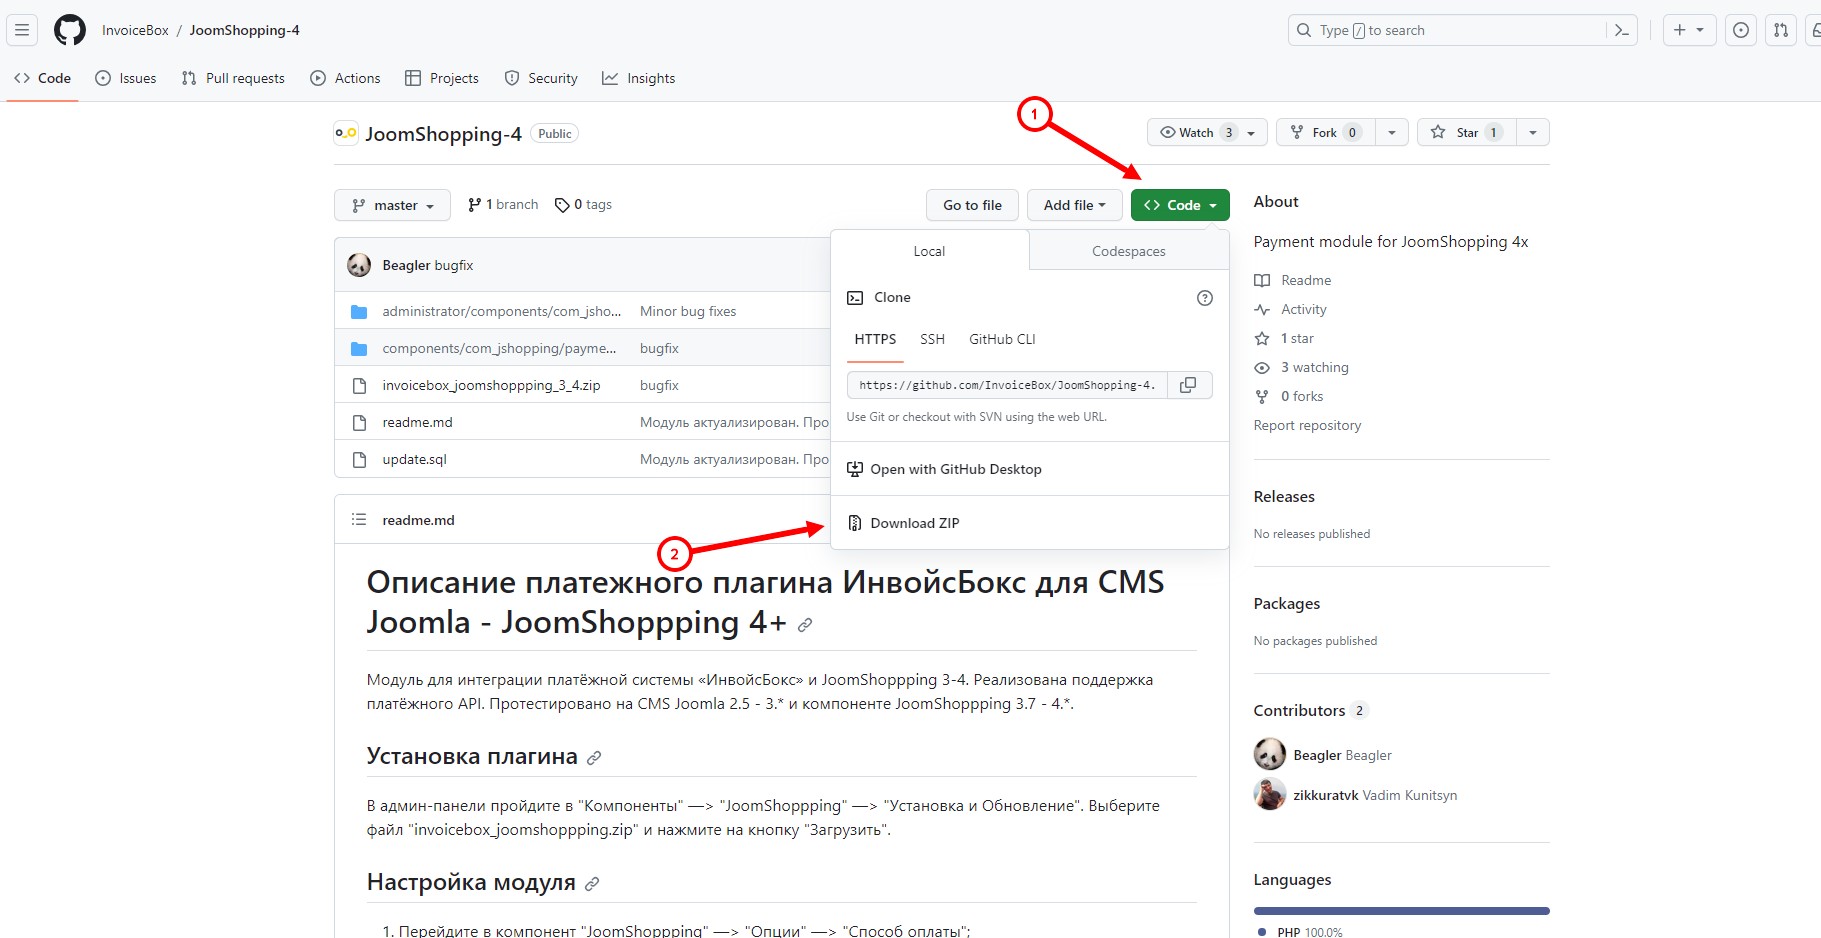 InvoiceBox / JoomShopping-4
Type / to search
Code Issues Pull requests Actions Projects Security Insights
1
JoomShopping-4 Public
Watch 3 Fork 0 Star 1
master 1 branch 0 tags Go to file Add file Code
Beagler bugfix
administrator/components/com_jsho... Minor bug fixes
components/com_jshopping/payme... bugfix
invoicebox_joomshoppping_3_4.zip bugfix
readme.md Модуль актуализирован. Про
update.sql Модуль актуализирован. Про
Local Codespaces
Clone
HTTPS SSH GitHub CLI
https://github.com/InvoiceBox/JoomShopping-4.
Use Git or checkout with SVN using the web URL.
Open with GitHub Desktop
Download ZIP
2
readme.md
Описание платежного плагина ИнвойсБокс для CMS
Joomla - JoomShoppping 4+
Модуль для интеграции платёжной системы «ИнвойсБокс» и JoomShoppping 3-4. Реализована поддержка
платёжного API. Протестировано на CMS Joomla 2.5 - 3.* и компоненте JoomShoppping 3.7 - 4.*.
Установка плагина
В админ-панели пройдите в "Компоненты" —> "JoomShoppping" —> "Установка и Обновление". Выберите
файл "invoicebox_joomshoppping.zip" и нажмите на кнопку "Загрузить".
Настройка модуля
1. Перейдите в компонент "JoomShoppping" —> "Опции" —> "Способ оплаты";
About
Payment module for JoomShopping 4x
Readme
Activity
1 star
3 watching
0 forks
Report repository
Releases
No releases published
Packages
No packages published
Contributors 2
Beagler Beagler
zikkuratvk Vadim Kunitsyn
Languages
PHP 100.0%